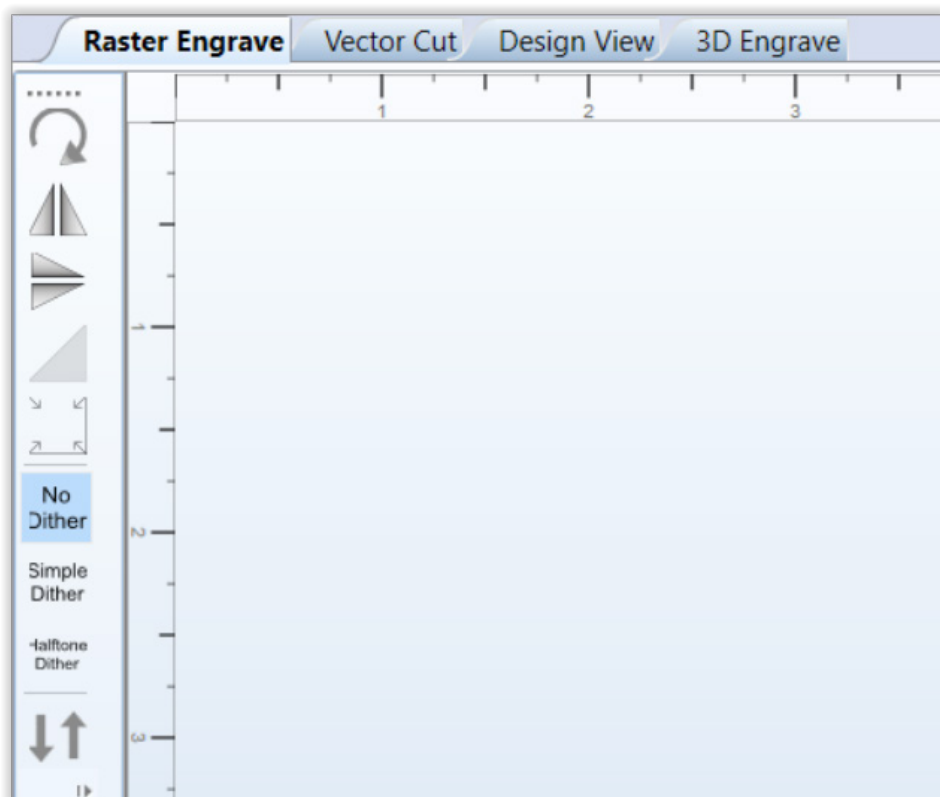 Raster Engrave Vector Cut Design View 3D Engrave
1 2 3
1
No
Dither
2
Simple
Dither
Halftone
Dither
3